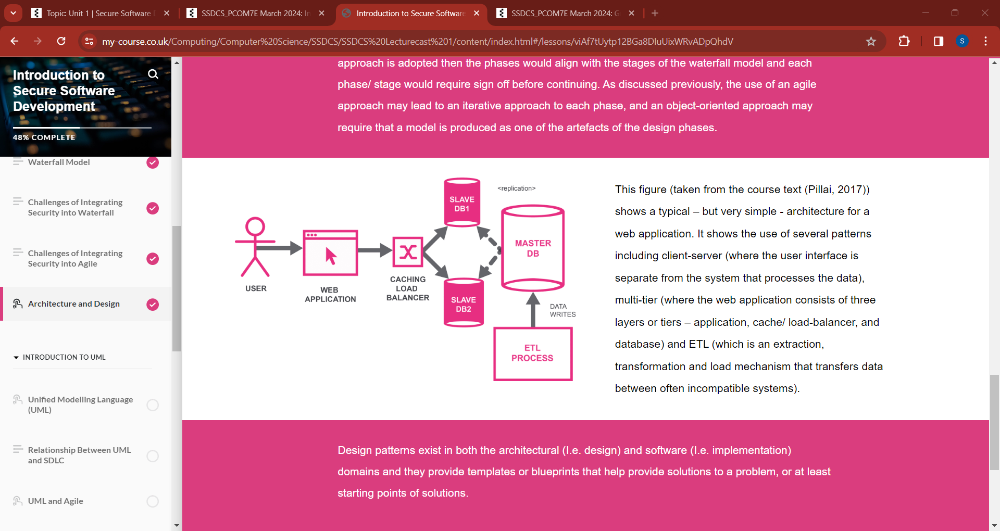 Topic: Unit 1 | Secure Software D
SSDCS_PCOM7E March 2024: In
Introduction to Secure Software
SSDCS_PCOM7E March 2024: G
my-course.co.uk/Computing/Computer%20Science/SSDCS/SSDCS%20Lecturecast%201/content/index.html#/lessons/viAf7tUytp12BGa8DIuUixWRvADpQhdV
S
Introduction to
Secure Software
Development
48% COMPLETE
Waterfall Model
Challenges of Integrating
Security into Waterfall
Challenges of Integrating
Security into Agile
Architecture and Design
INTRODUCTION TO UML
Unified Modelling Language
(UML)
Relationship Between UML
and SDLC
UML and Agile
approach is adopted then the phases would align with the stages of the waterfall model and each
phase/ stage would require sign off before continuing. As discussed previously, the use of an agile
approach may lead to an iterative approach to each phase, and an object-oriented approach may
require that a model is produced as one of the artefacts of the design phases.
USER
WEB
APPLICATION
CACHING
LOAD
BALANCER
SLAVE
DB1
SLAVE
DB2
<replication>
MASTER
DB
DATA
WRITES
ETL
PROCESS
This figure (taken from the course text (Pillai, 2017))
shows a typical – but very simple - architecture for a
web application. It shows the use of several patterns
including client-server (where the user interface is
separate from the system that processes the data),
multi-tier (where the web application consists of three
layers or tiers – application, cache/ load-balancer, and
database) and ETL (which is an extraction,
transformation and load mechanism that transfers data
between often incompatible systems).
Design patterns exist in both the architectural (I.e. design) and software (I.e. implementation)
domains and they provide templates or blueprints that help provide solutions to a problem, or at least
starting points of solutions.